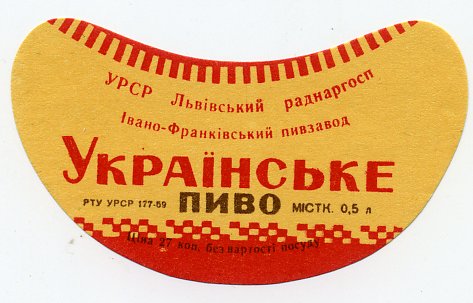 УРСР Львівський раднаргосп
Івано-Франківський пивзавод
УКРАЇНСЬКЕ
РТУ УРСР 177-59 ПИВО МІСТК. 0,5 л
Ціна 27 коп. без вартості посуду